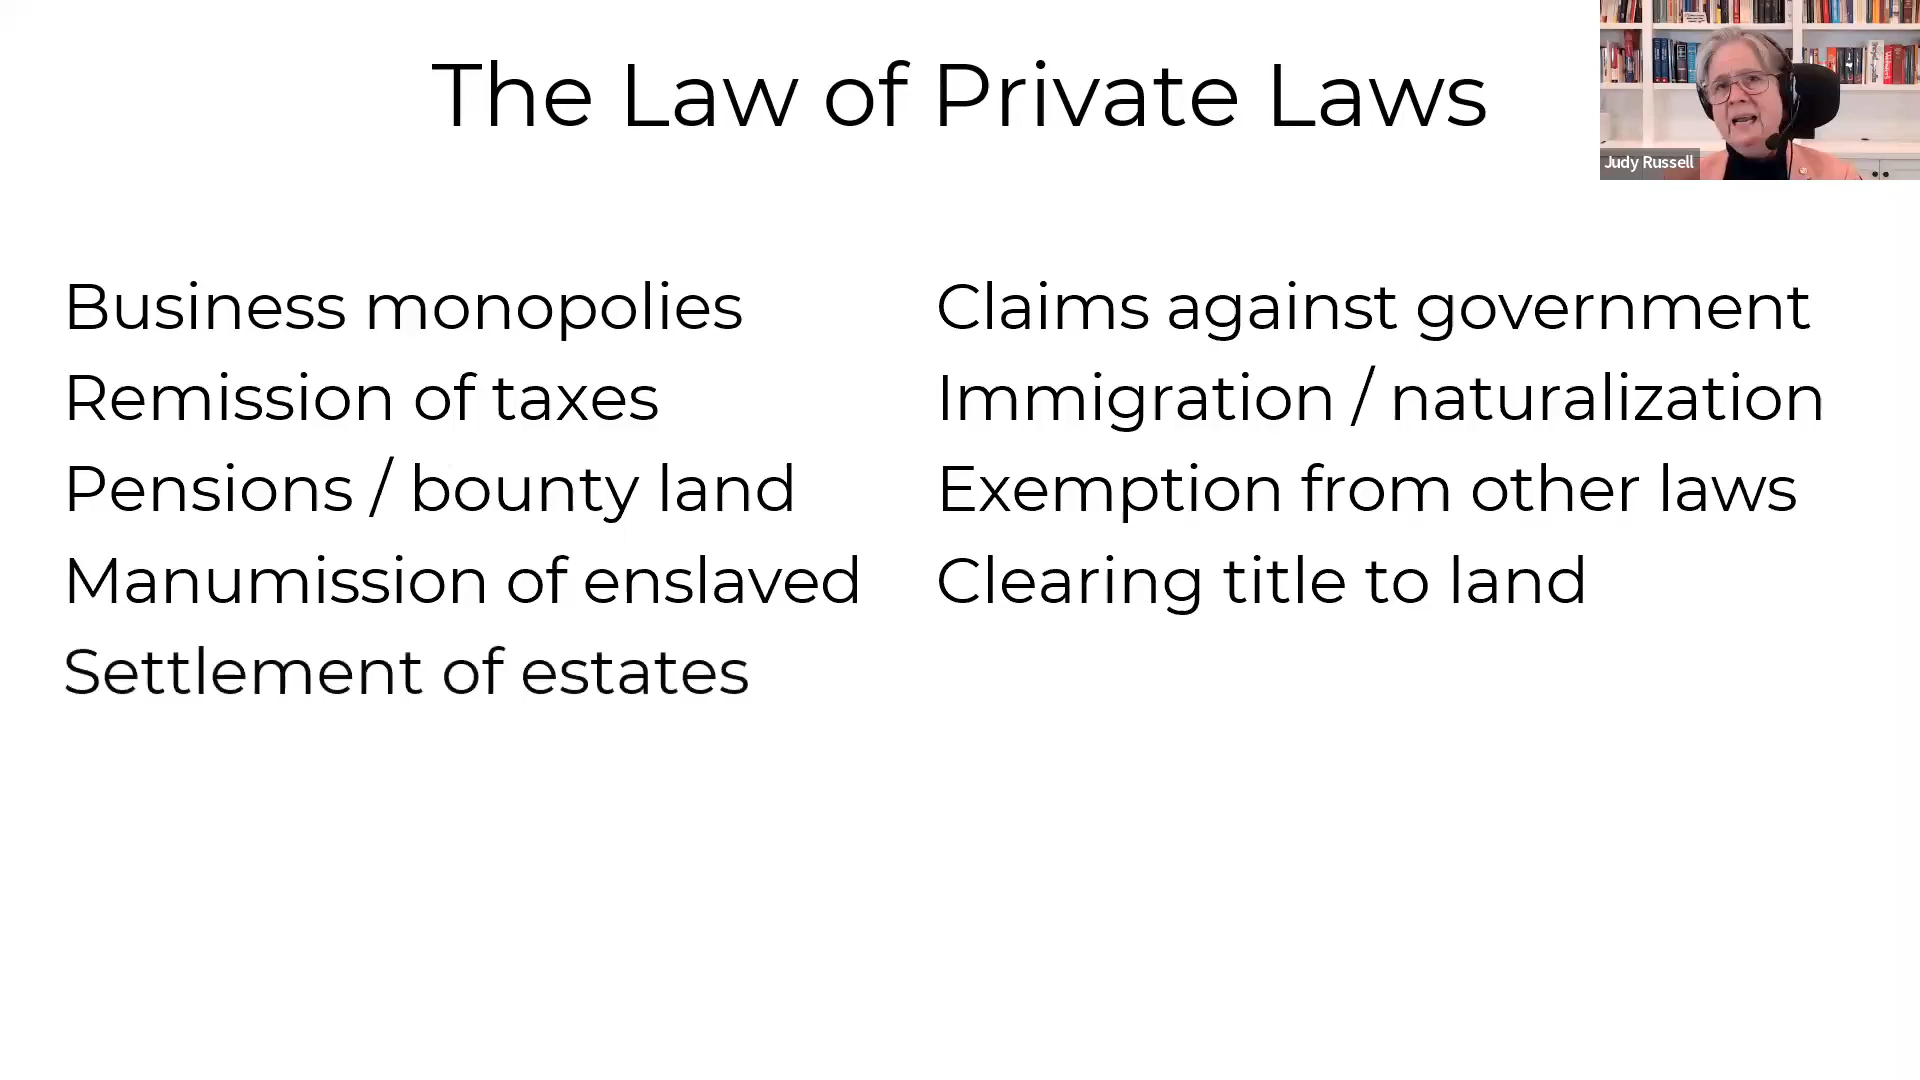 The Law of Private Laws
Judy Russell
Business monopolies
Remission of taxes
Pensions / bounty land
Manumission of enslaved
Settlement of estates
Claims against government
Immigration / naturalization
Exemption from other laws
Clearing title to land